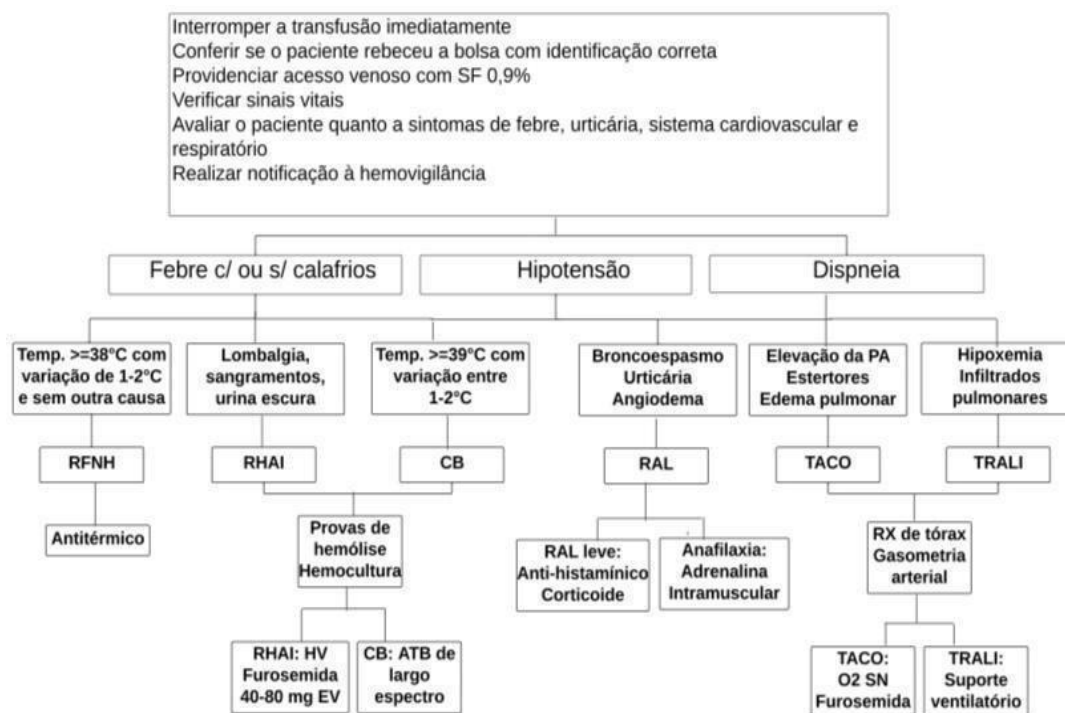 Interromper a transfusão imediatamente
Conferir se o paciente rebeceu a bolsa com identificação correta
Providenciar acesso venoso com SF 0,9%
Verificar sinais vitais
Avaliar o paciente quanto a sintomas de febre, urticária, sistema cardiovascular e
respiratório
Realizar notificação à hemovigilância
Febre c/ ou s/ calafrios
Hipotensão
Dispneia
Temp. >=38°C com
variação de 1-2°C
e sem outra causa
Lombalgia,
sangramentos,
urina escura
Temp. >=39°C com
variação entre
1-2°C
Broncoespasmo
Urticária
Angiodema
Elevação da PA
Estertores
Edema pulmonar
Hipoxemia
Infiltrados
pulmonares
RFNH
RHAI
CB
RAL
TACO
TRALI
Antitérmico
Provas de
hemólise
Hemocultura
RAL leve:
Anti-histamínico
Corticoide
Anafilaxia:
Adrenalina
Intramuscular
RX de tórax
Gasometria
arterial
RHAI: HV
Furosemida
40-80 mg EV
CB: ATB de
largo
espectro
TACO:
O2 SN
Furosemida
TRALI:
Suporte
ventilatório